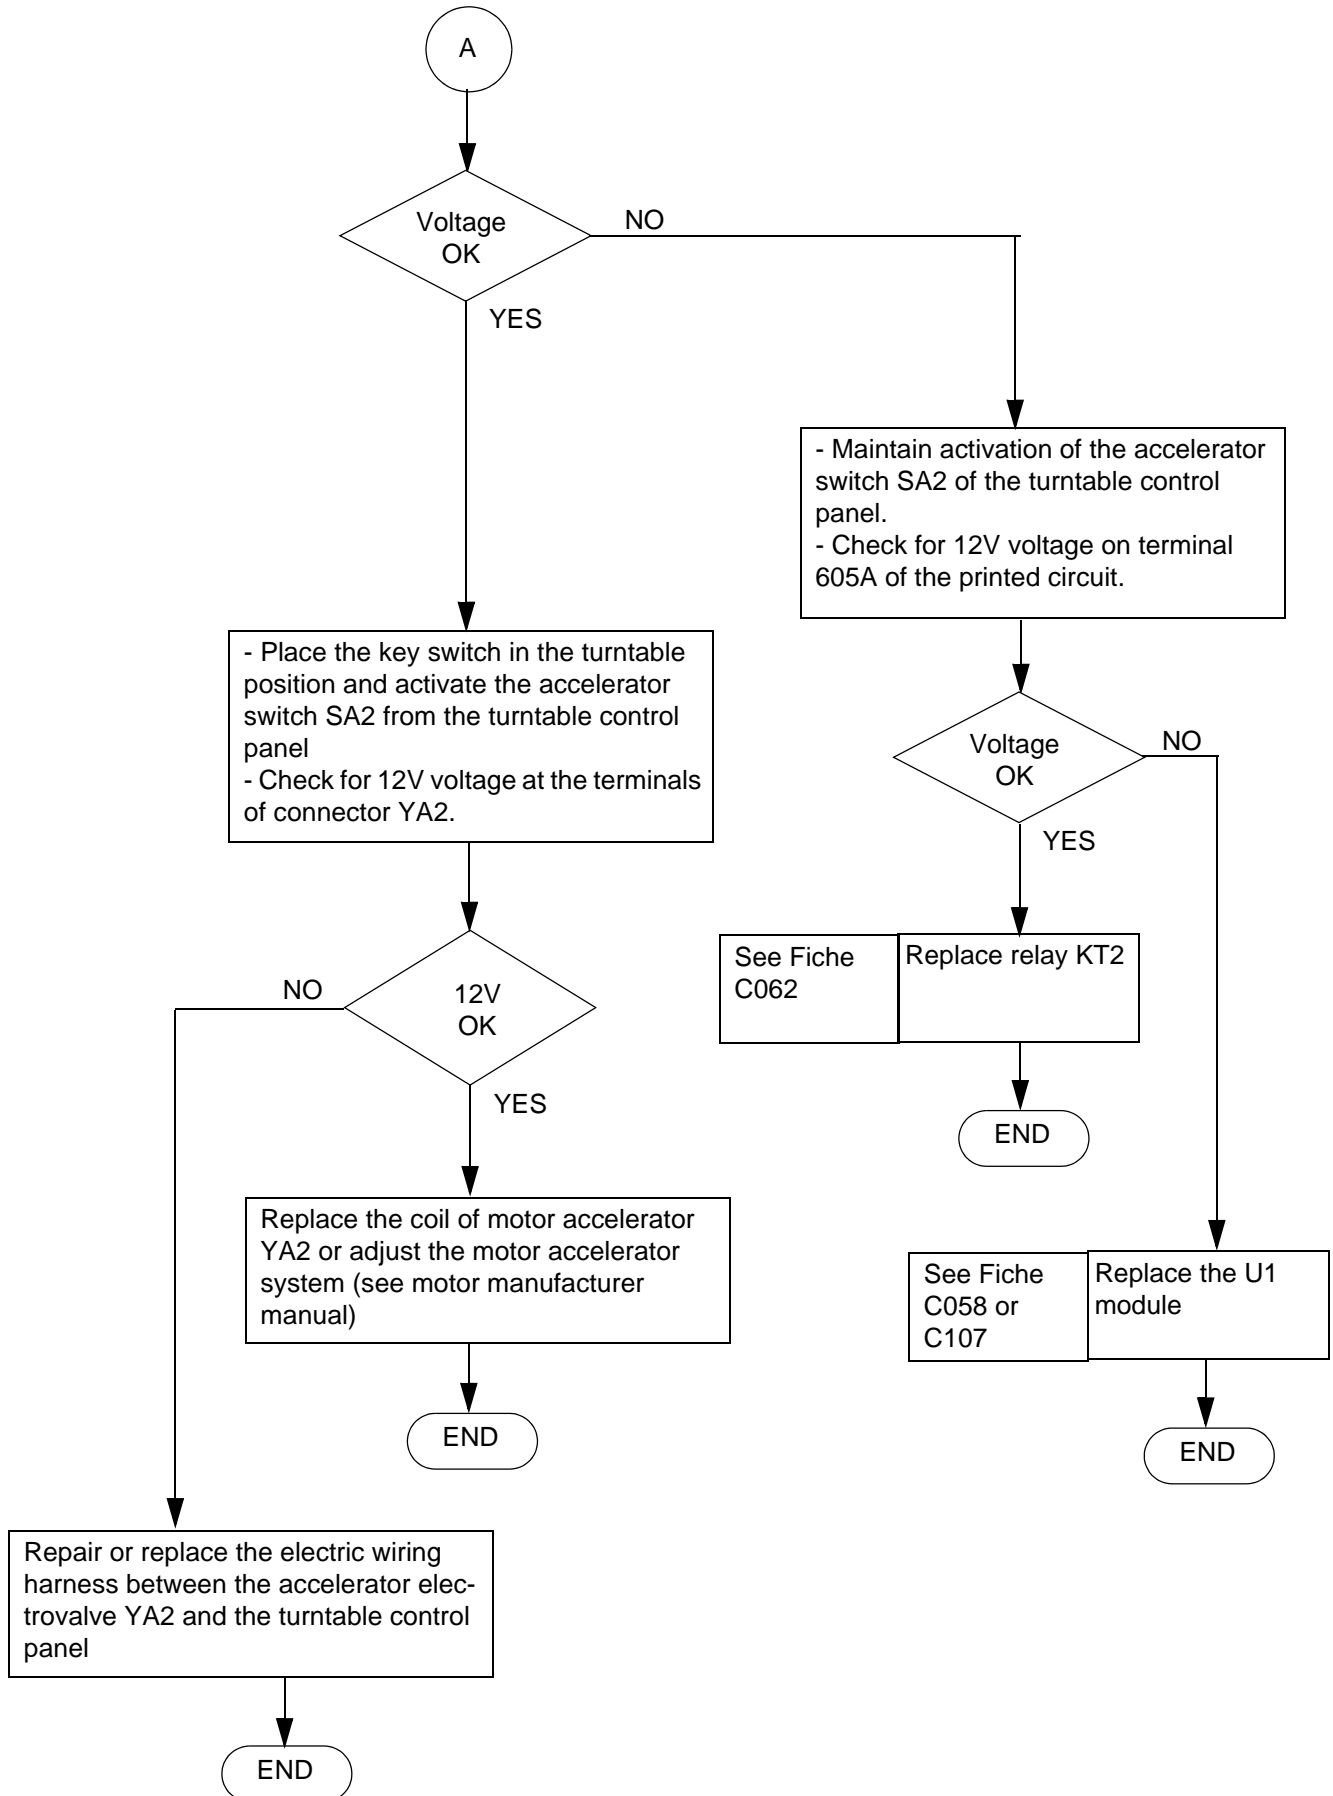 A
Voltage
OK
NO
YES
- Maintain activation of the accelerator
switch SA2 of the turntable control
panel.
- Check for 12V voltage on terminal
605A of the printed circuit.
- Place the key switch in the turntable
position and activate the accelerator
switch SA2 from the turntable control
panel
- Check for 12V voltage at the terminals
of connector YA2.
Voltage
OK
NO
YES
See Fiche
C062
Replace relay KT2
END
12V
OK
NO
YES
Replace the coil of motor accelerator
YA2 or adjust the motor accelerator
system (see motor manufacturer
manual)
END
See Fiche
C058 or
C107
Replace the U1
module
END
Repair or replace the electric wiring
harness between the accelerator elec-
trovalve YA2 and the turntable control
panel
END